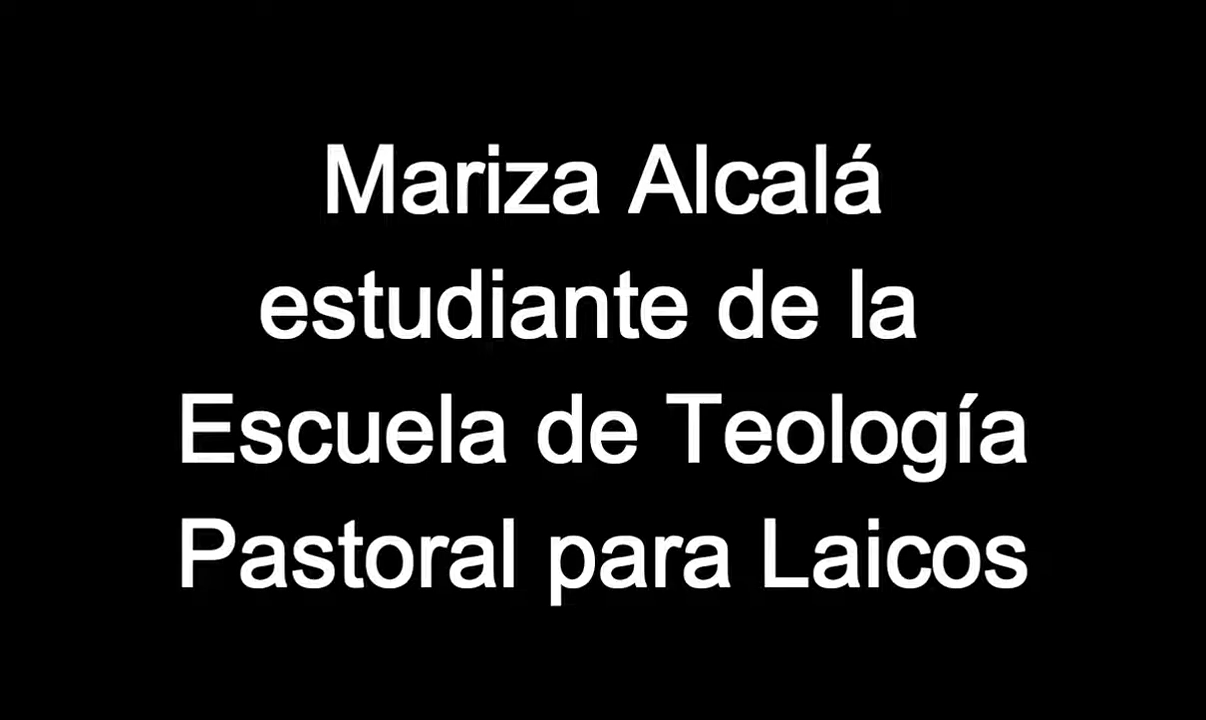 Mariza Alcalá
estudiante de la
Escuela de Teología
Pastoral para Laicos